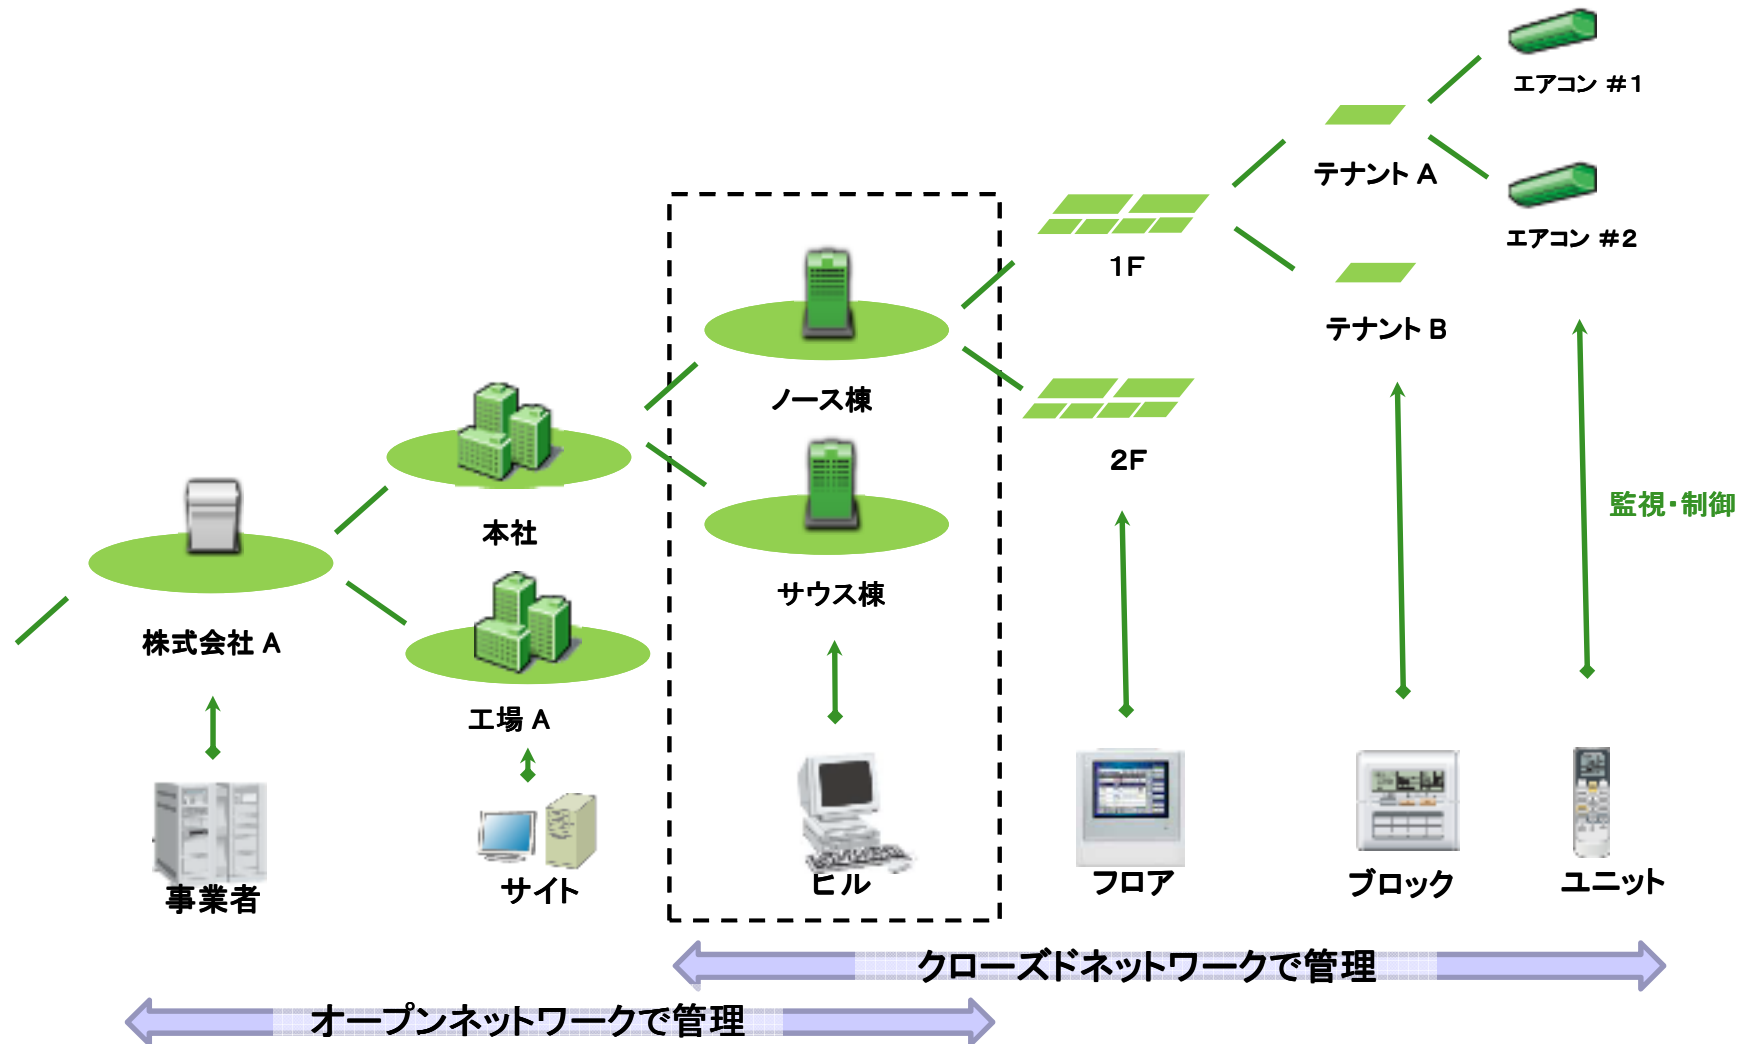 エアコン #1
テナント A
エアコン #2
1F
テナント B
ノース棟
2F
監視・制御
本社
サウス棟
株式会社 A
工場 A
事業者
サイト
ビル
フロア
ブロック
ユニット
クローズドネットワークで管理
オープンネットワークで管理